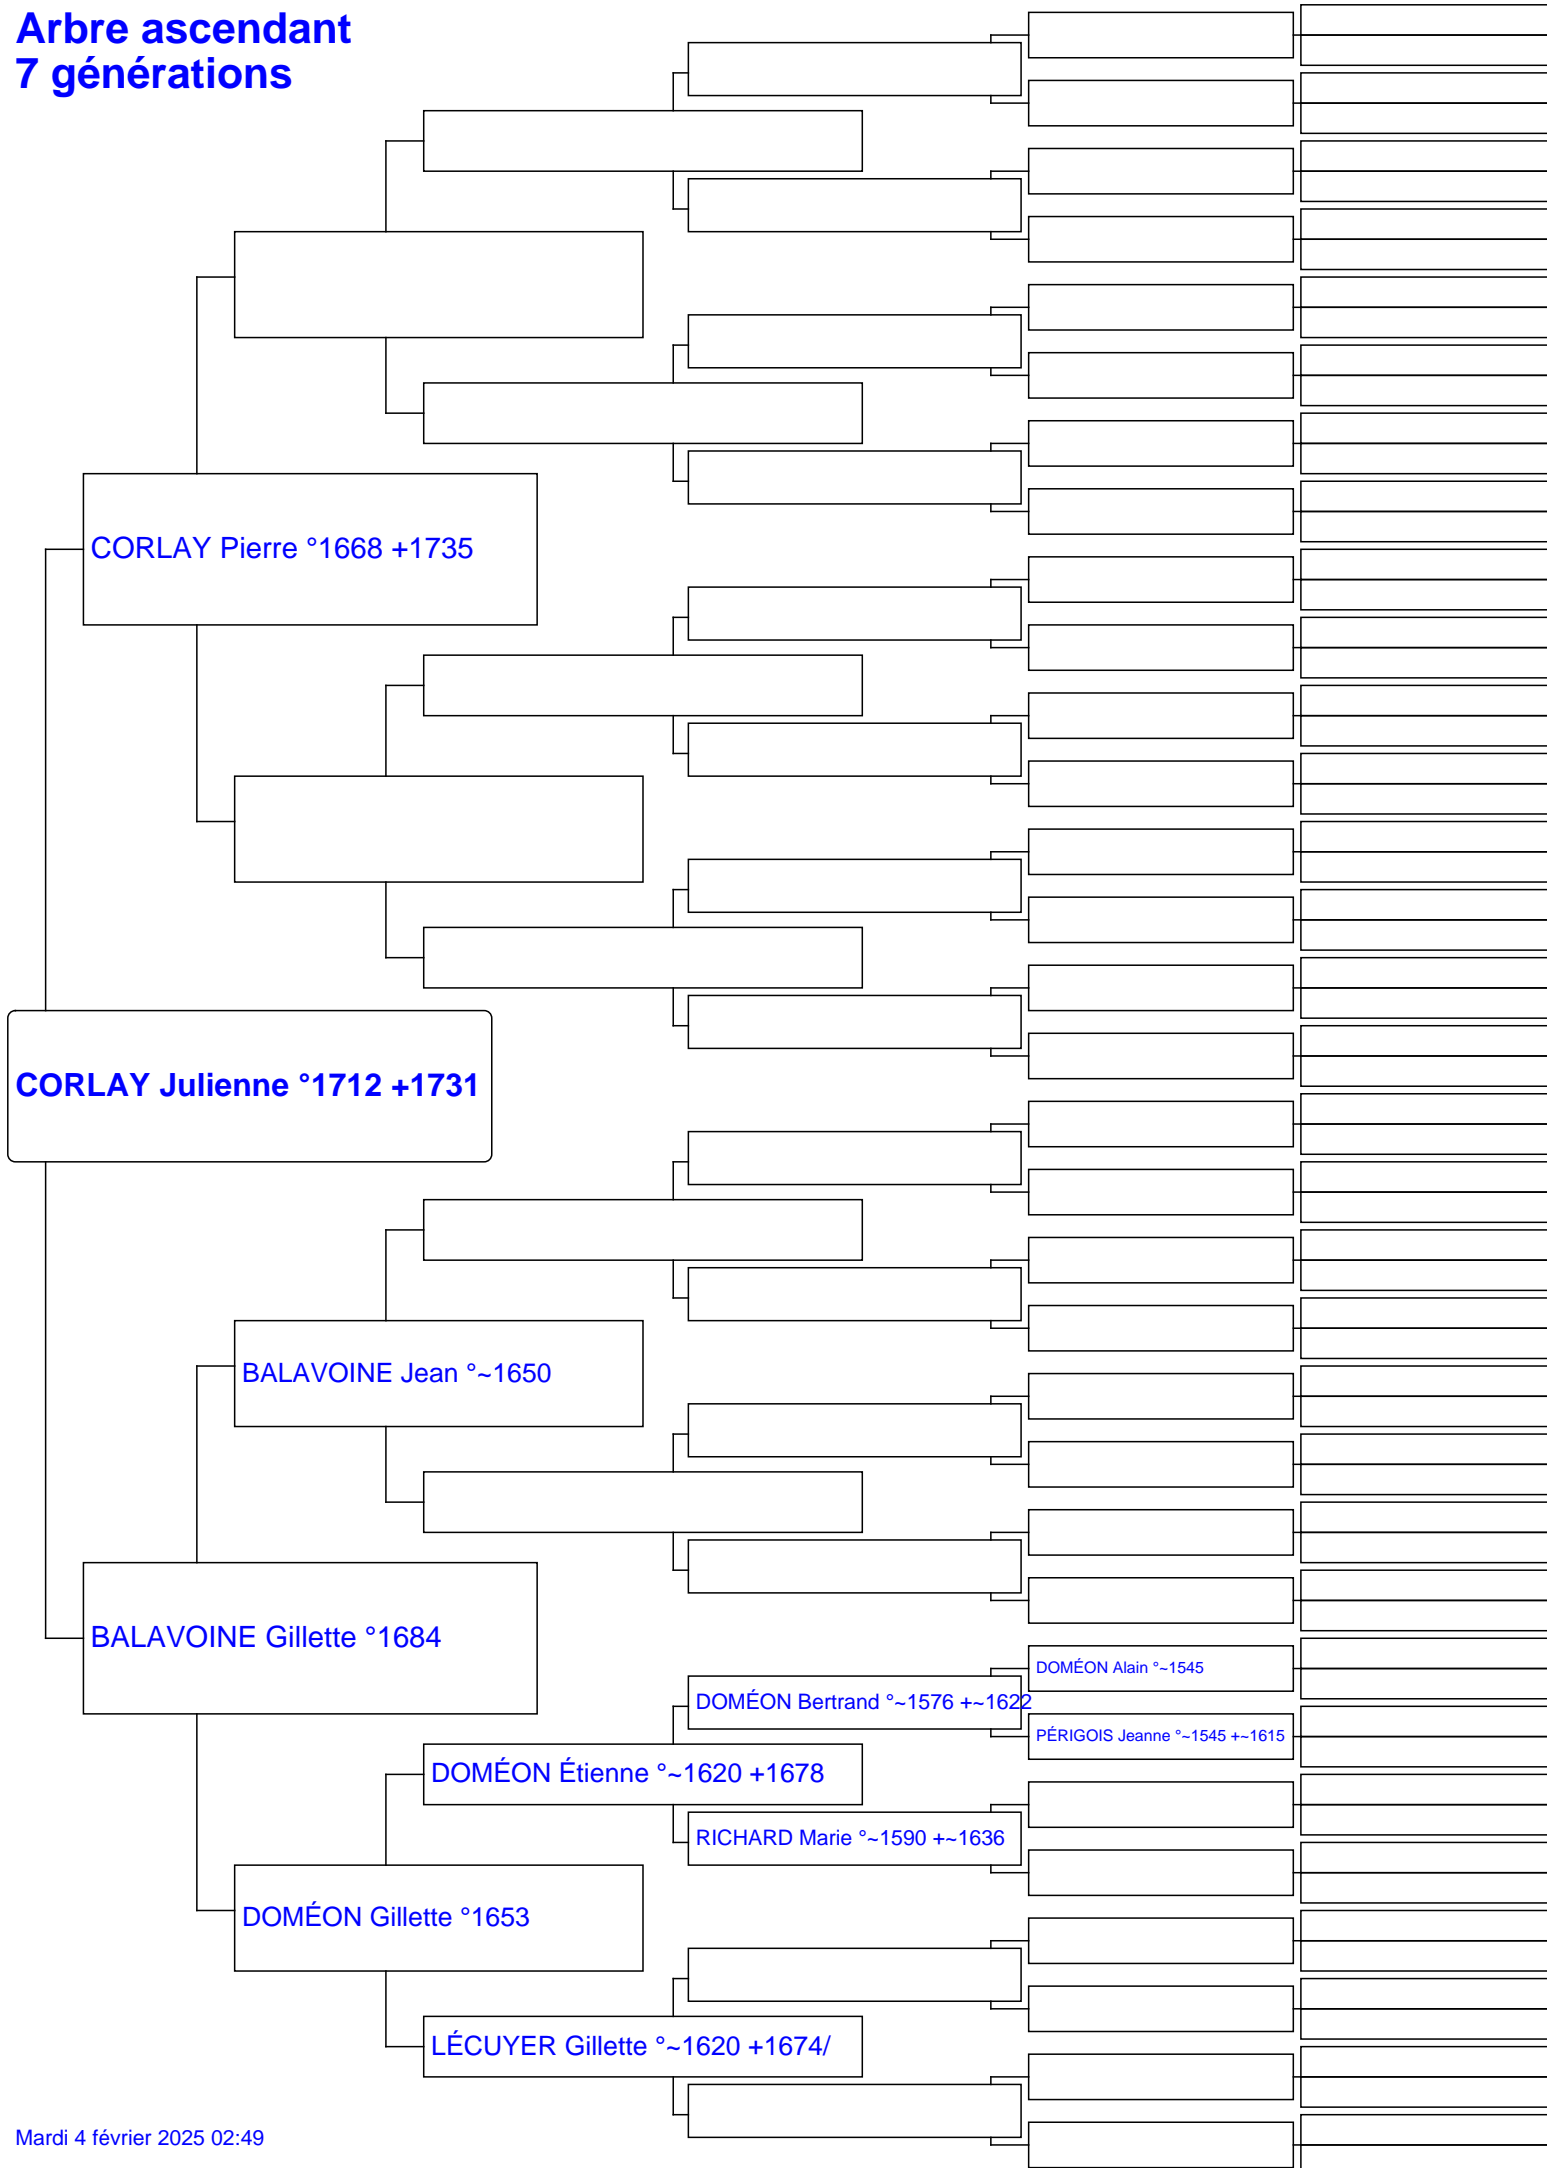 Arbre ascendant
7 générations
CORLAY Pierre °1668 +1735
CORLAY Julienne °1712 +1731
BALAVOINE Jean °~1650
BALAVOINE Gillette °1684
DOMÉON Alain °~1545
DOMÉON Bertrand °~1576 +~1622
PÉRIGOIS Jeanne °~1545 +~1615
DOMÉON Étienne °~1620 +1678
RICHARD Marie °~1590 +~1636
DOMÉON Gillette °1653
LÉCUYER Gillette °~1620 +1674/
Mardi 4 février 2025 02:49